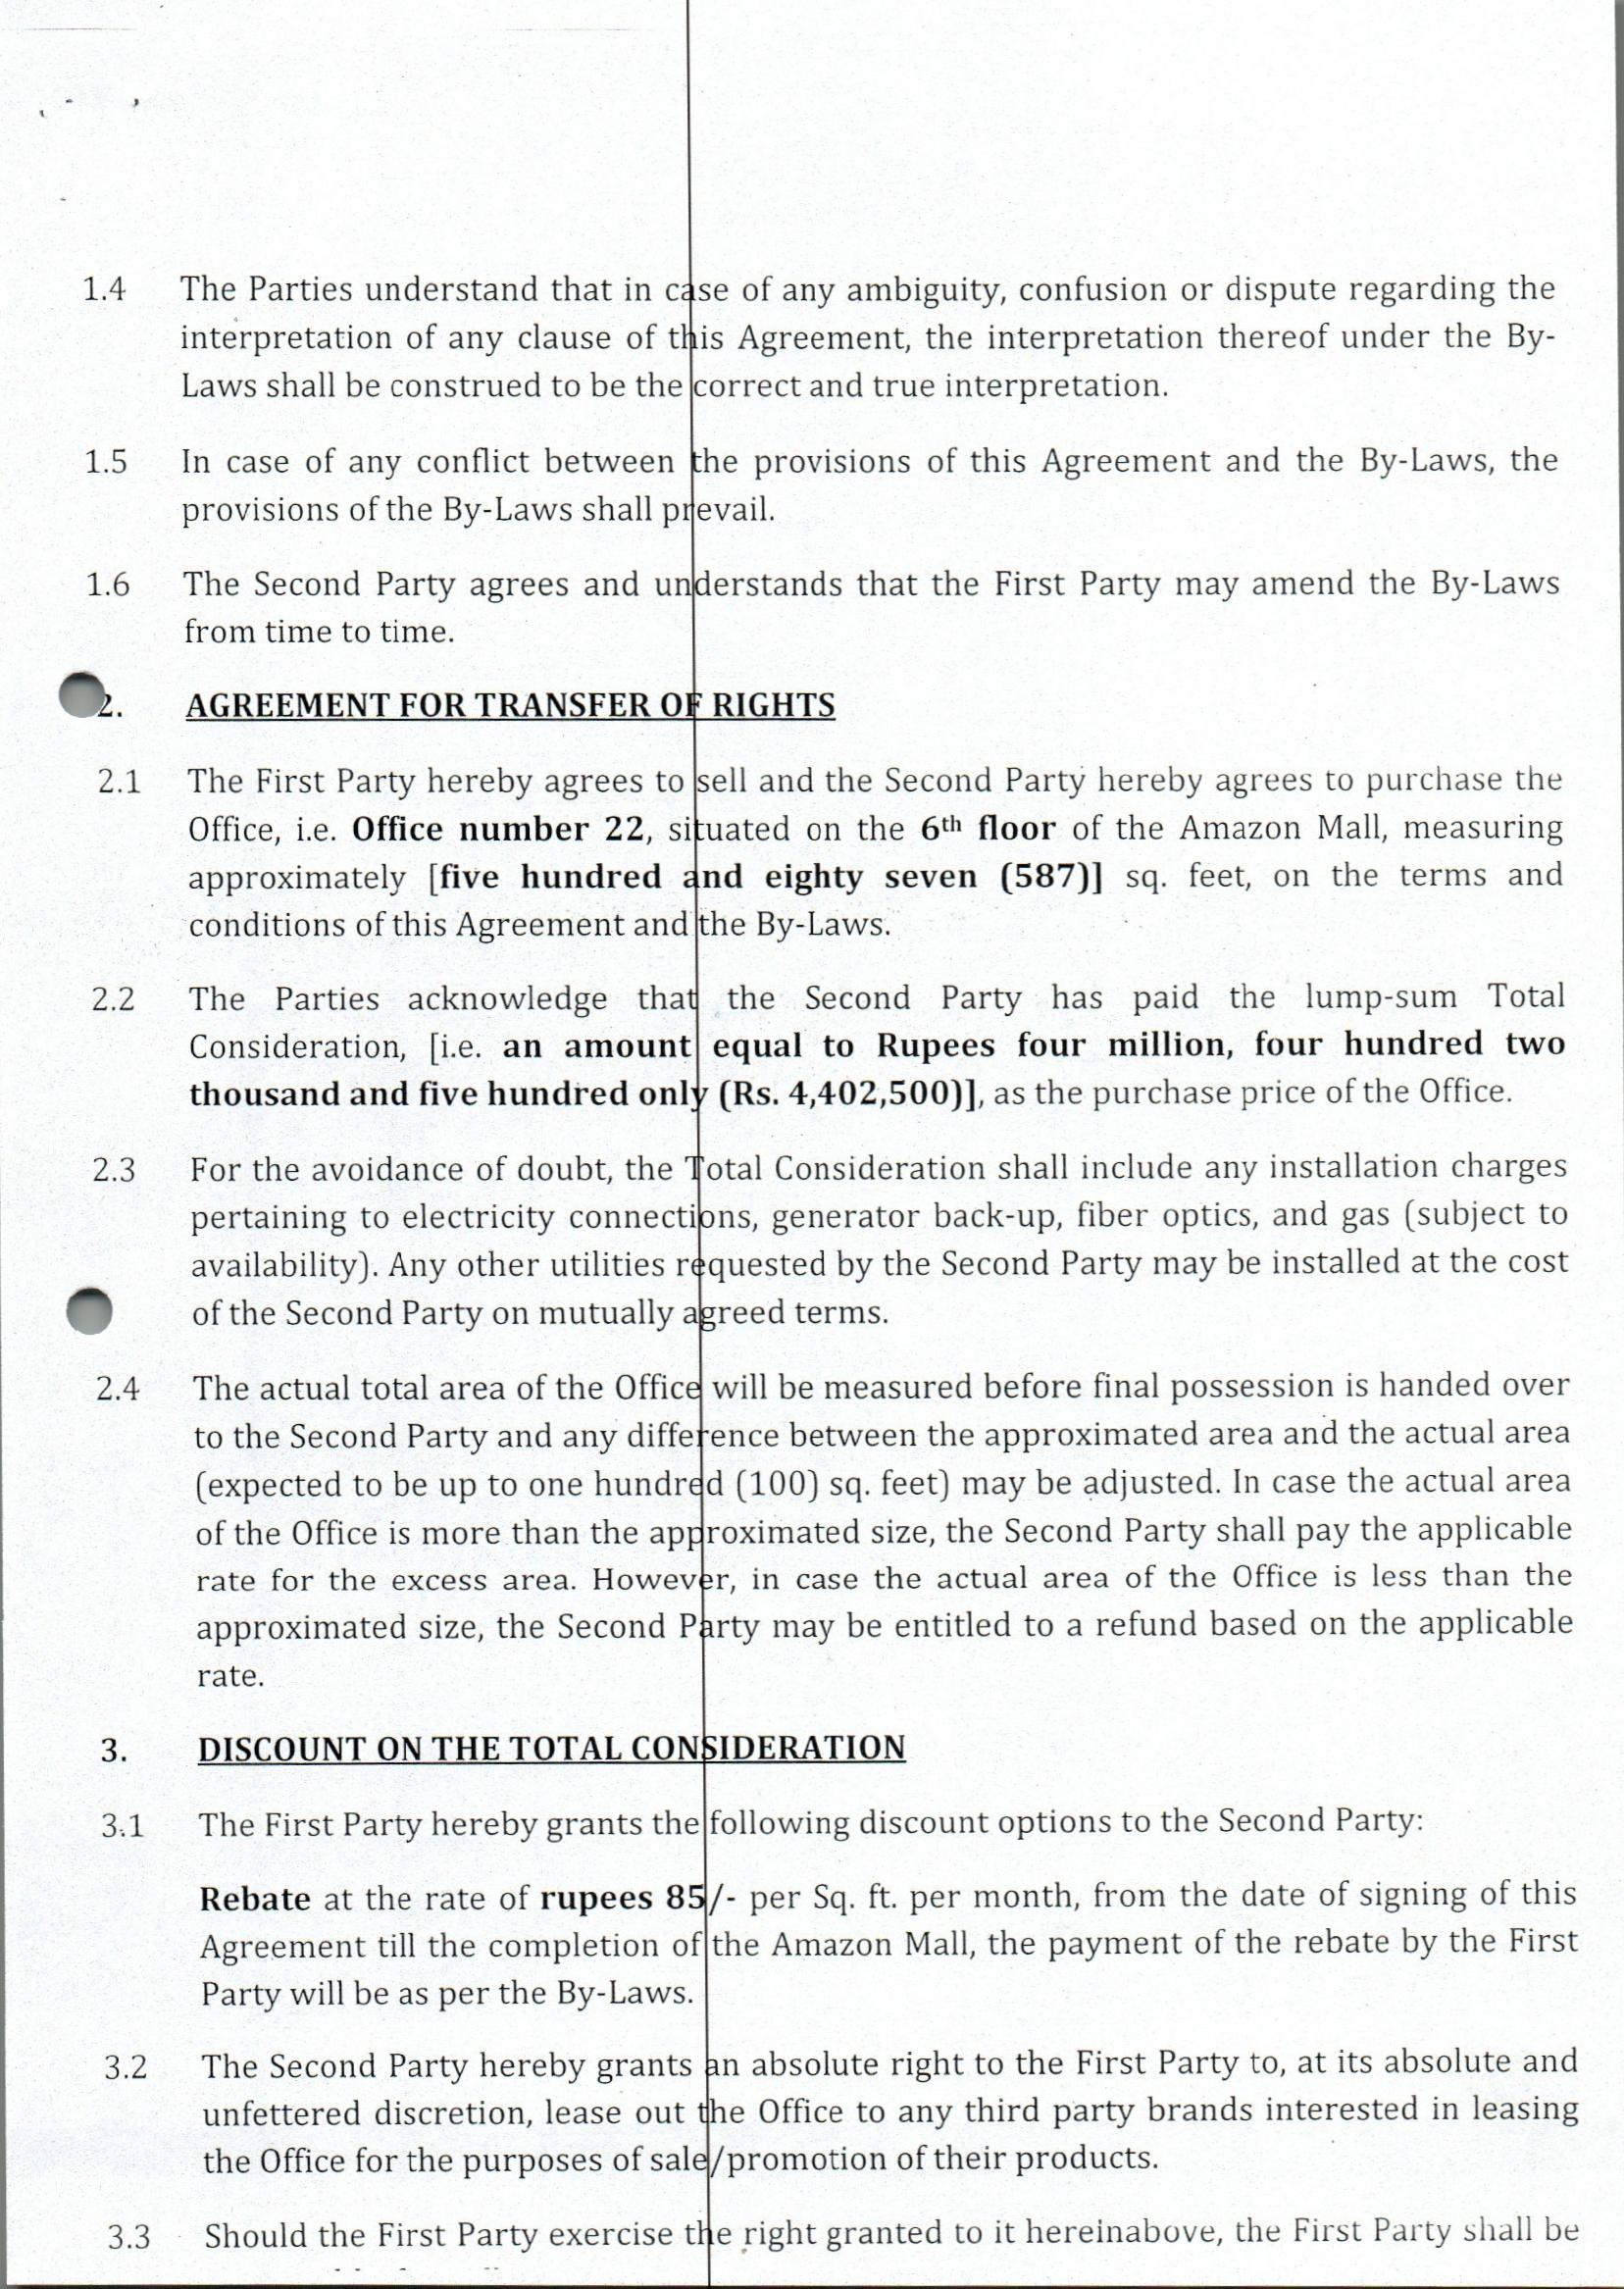 1.4 The Parties understand that in case of any ambiguity, confusion or dispute regarding the
interpretation of any clause of this Agreement, the interpretation thereof under the By-
Laws shall be construed to be the correct and true interpretation.
1.5 In case of any conflict between the provisions of this Agreement and the By-Laws, the
provisions of the By-Laws shall prevail.
1.6 The Second Party agrees and understands that the First Party may amend the By-Laws
from time to time.
2. AGREEMENT FOR TRANSFER OF RIGHTS
2.1 The First Party hereby agrees to sell and the Second Party hereby agrees to purchase the
Office, i.e. Office number 22, situated on the 6th floor of the Amazon Mall, measuring
approximately [five hundred and eighty seven (587)] sq. feet, on the terms and
conditions of this Agreement and the By-Laws.
2.2 The Parties acknowledge that the Second Party has paid the lump-sum Total
Consideration, [i.e. an amount equal to Rupees four million, four hundred two
thousand and five hundred only (Rs. 4,402,500)], as the purchase price of the Office.
2.3 For the avoidance of doubt, the Total Consideration shall include any installation charges
pertaining to electricity connections, generator back-up, fiber optics, and gas (subject to
availability). Any other utilities requested by the Second Party may be installed at the cost
of the Second Party on mutually agreed terms.
2.4 The actual total area of the Office will be measured before final possession is handed over
to the Second Party and any difference between the approximated area and the actual area
(expected to be up to one hundred (100) sq. feet) may be adjusted. In case the actual area
of the Office is more than the approximated size, the Second Party shall pay the applicable
rate for the excess area. However, in case the actual area of the Office is less than the
approximated size, the Second Party may be entitled to a refund based on the applicable
rate.
3. DISCOUNT ON THE TOTAL CONSIDERATION
3.1 The First Party hereby grants the following discount options to the Second Party:
Rebate at the rate of rupees 85/- per Sq. ft. per month, from the date of signing of this
Agreement till the completion of the Amazon Mall, the payment of the rebate by the First
Party will be as per the By-Laws.
3.2 The Second Party hereby grants an absolute right to the First Party to, at its absolute and
unfettered discretion, lease out the Office to any third party brands interested in leasing
the Office for the purposes of sale/promotion of their products.
3.3 Should the First Party exercise the right granted to it hereinabove, the First Party shall be